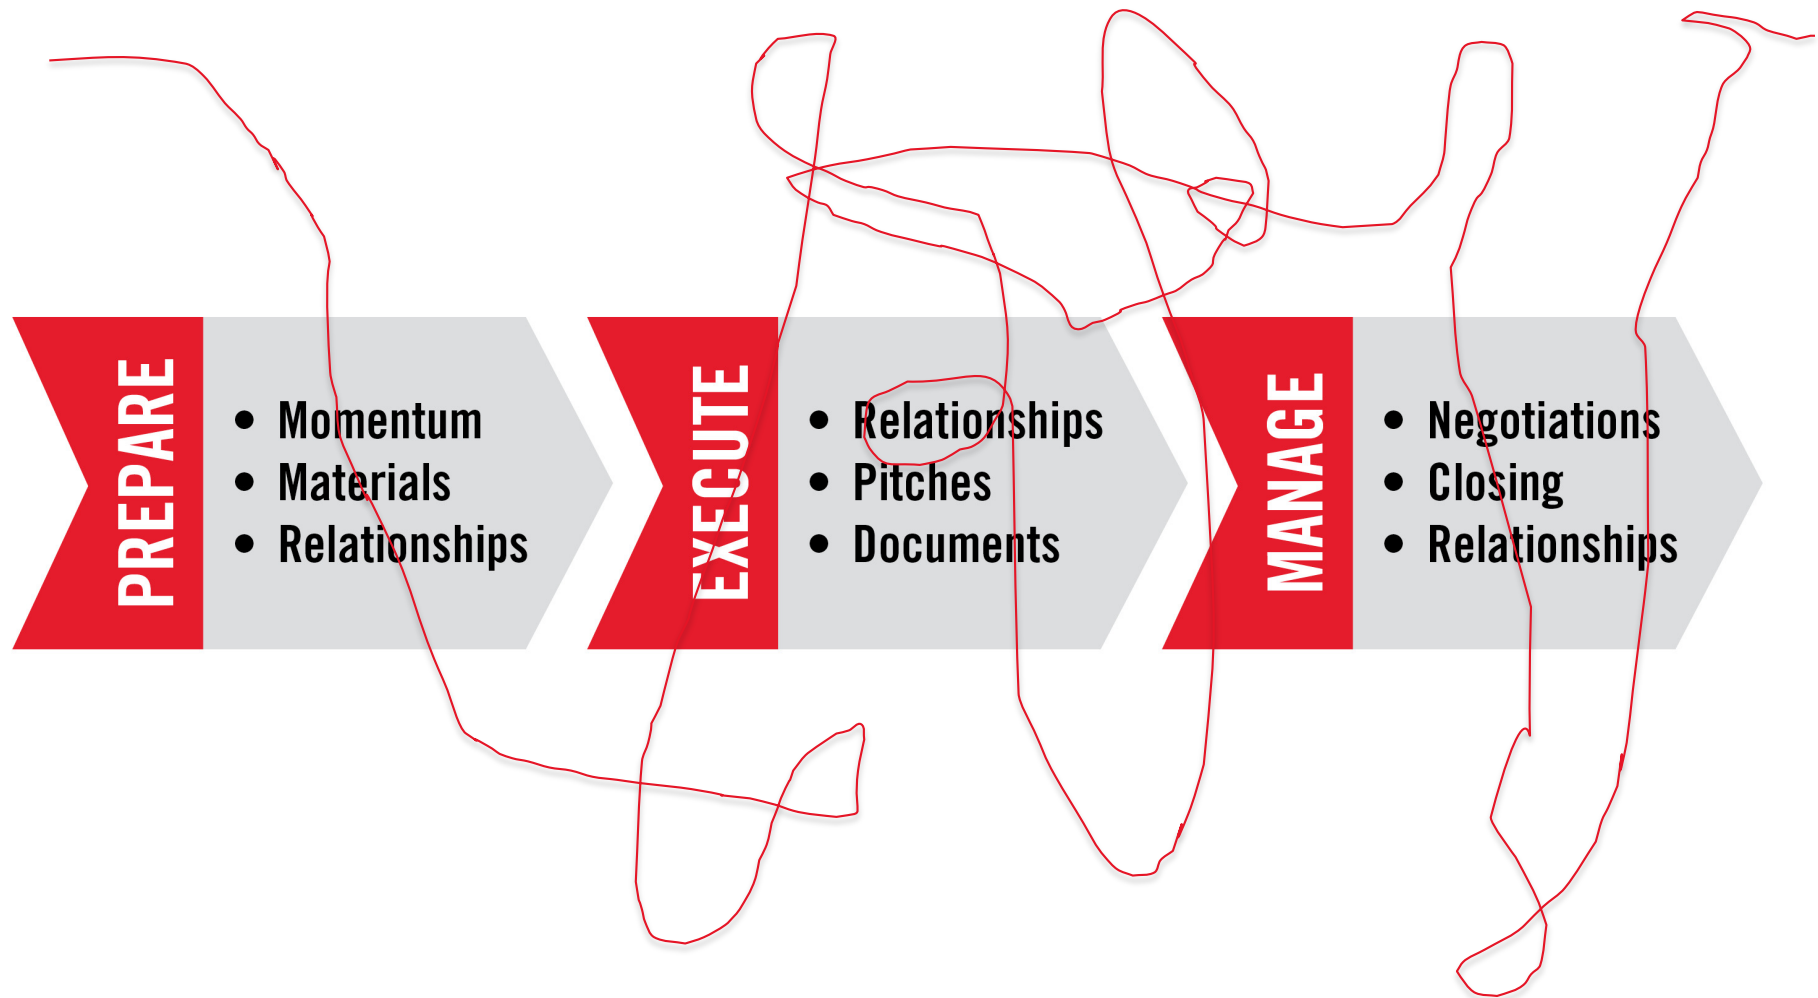 PREPARE
• Momentum
• Materials
• Relationships
EXECUTE
• Relationships
• Pitches
• Documents
MANAGE
• Negotiations
• Closing
• Relationships